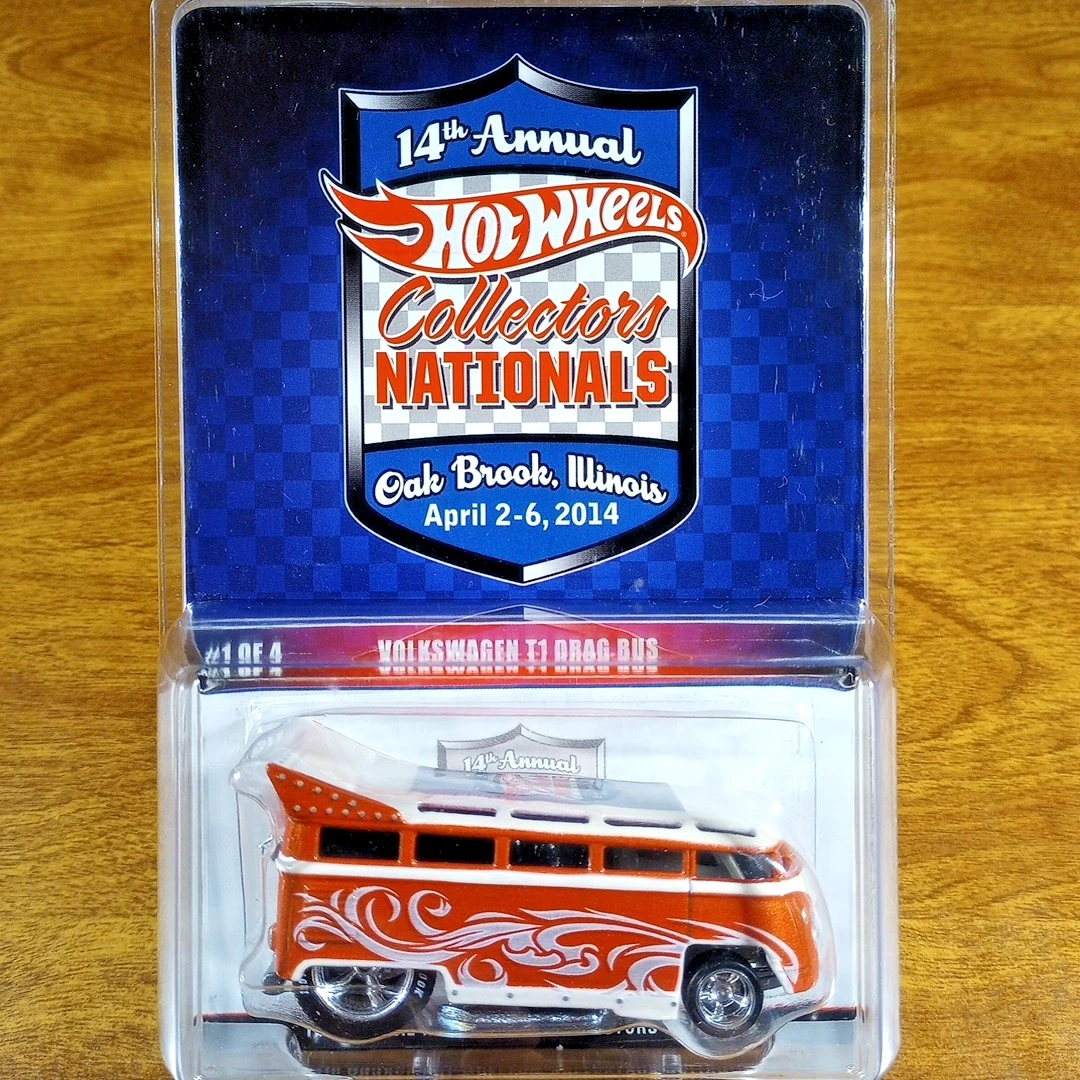 14th Annual
HOT WHEELS
Collectors
NATIONALS
Oak Brook, Illinois
April 2-6, 2014
#1 OF 4 VOLKSWAGEN T1 DRAG BUS
14th Annual